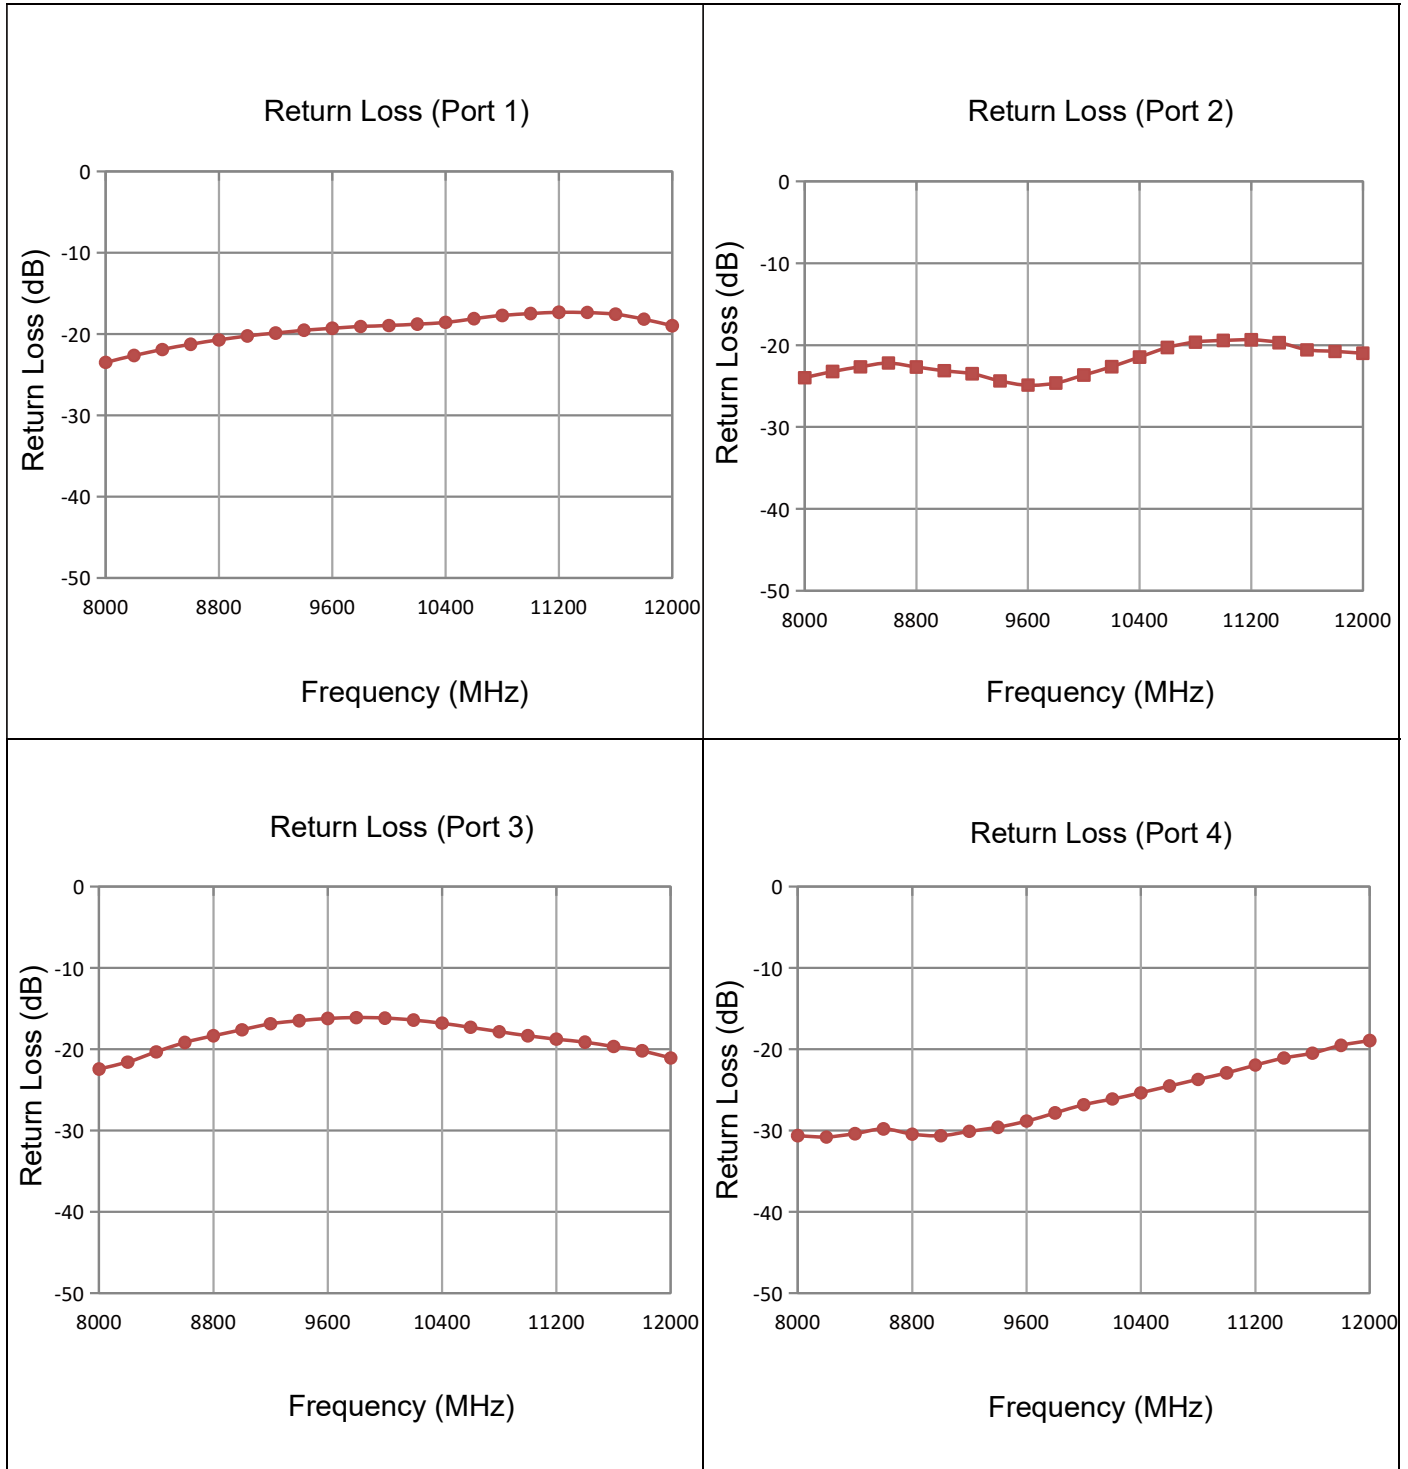 Return Loss (Port 1)
Return Loss (dB)
0
-10
-20
-30
-40
-50
8000 8800 9600 10400 11200 12000
Frequency (MHz)
Return Loss (Port 2)
Return Loss (dB)
0
-10
-20
-30
-40
-50
8000 8800 9600 10400 11200 12000
Frequency (MHz)
Return Loss (Port 3)
Return Loss (dB)
0
-10
-20
-30
-40
-50
8000 8800 9600 10400 11200 12000
Frequency (MHz)
Return Loss (Port 4)
Return Loss (dB)
0
-10
-20
-30
-40
-50
8000 8800 9600 10400 11200 12000
Frequency (MHz)